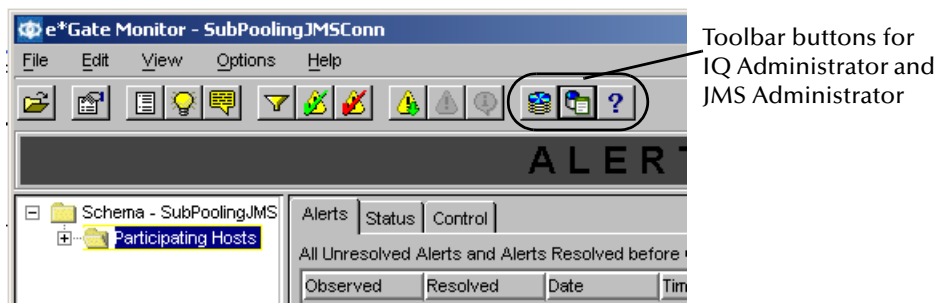 e*Gate Monitor - SubPoolingJMSConn
File Edit View Options Help
Toolbar buttons for
IQ Administrator and
JMS Administrator
?
ALERT
Schema - SubPoolingJMS
Participating Hosts
Alerts Status Control
All Unresolved Alerts and Alerts Resolved before
Observed Resolved Date Tim